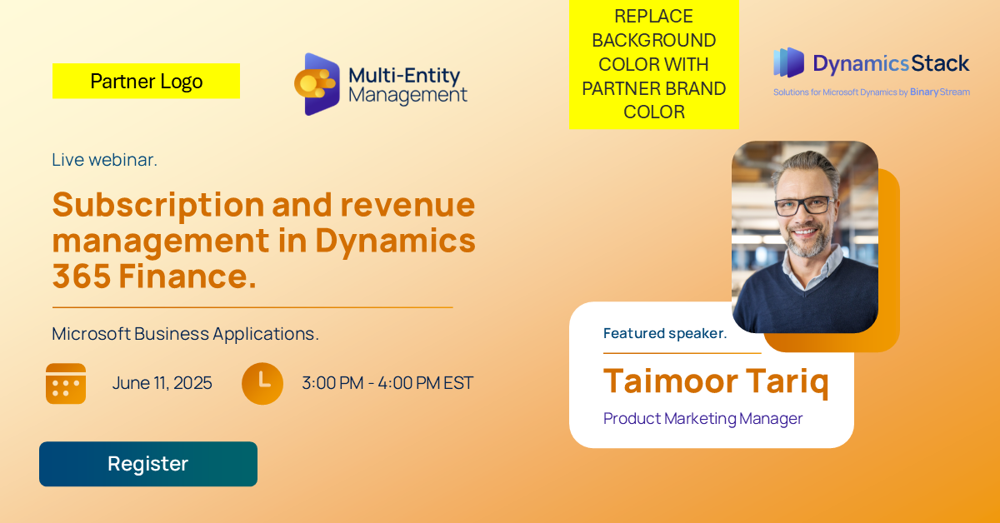 Partner Logo
Multi-Entity
Management
REPLACE
BACKGROUND
COLOR WITH
PARTNER BRAND
COLOR
DynamicsStack
Solutions for Microsoft Dynamics by BinaryStream
Live webinar.
Subscription and revenue
management in Dynamics
365 Finance.
Microsoft Business Applications.
June 11, 2025
3:00 PM - 4:00 PM EST
Register
Featured speaker.
Taimoor Tariq
Product Marketing Manager